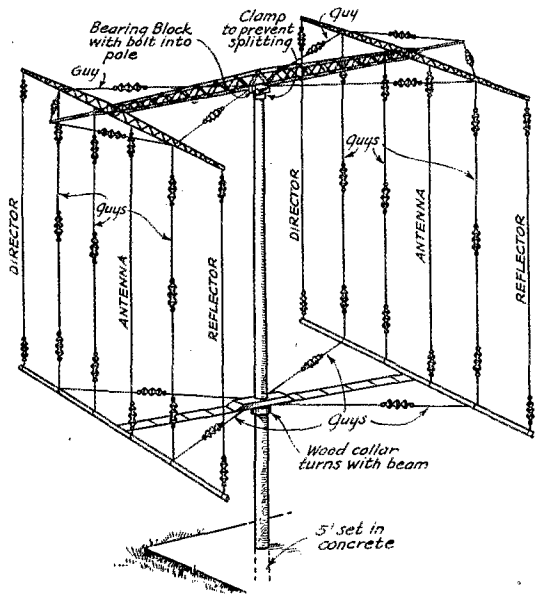 Bearing Block
with bolt into
pole
Clamp
to prevent
splitting
Guy
Guy
Guys
Guys
DIRECTOR
ANTENNA
REFLECTOR
DIRECTOR
ANTENNA
REFLECTOR
Guys
Wood collar
turns with beam
5' set in
concrete